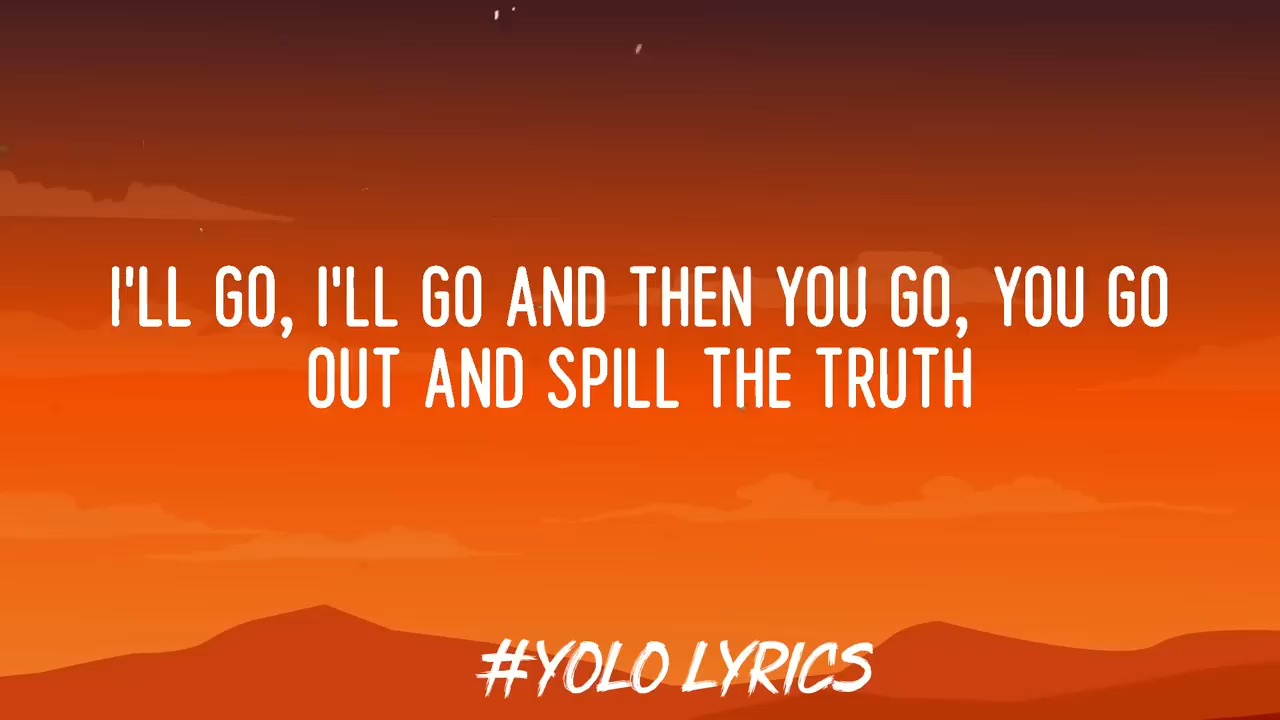 I'LL GO, I'LL GO AND THEN YOU GO, YOU GO
OUT AND SPILL THE TRUTH
#YOLO LYRICS